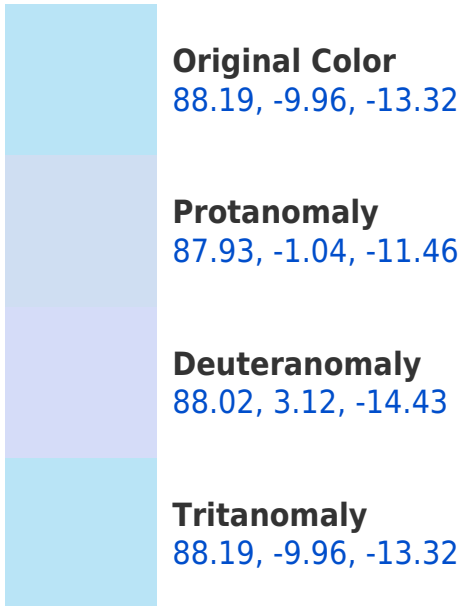 Original Color
88.19, -9.96, -13.32
Protanomaly
87.93, -1.04, -11.46
Deuteranomaly
88.02, 3.12, -14.43
Tritanomaly
88.19, -9.96, -13.32